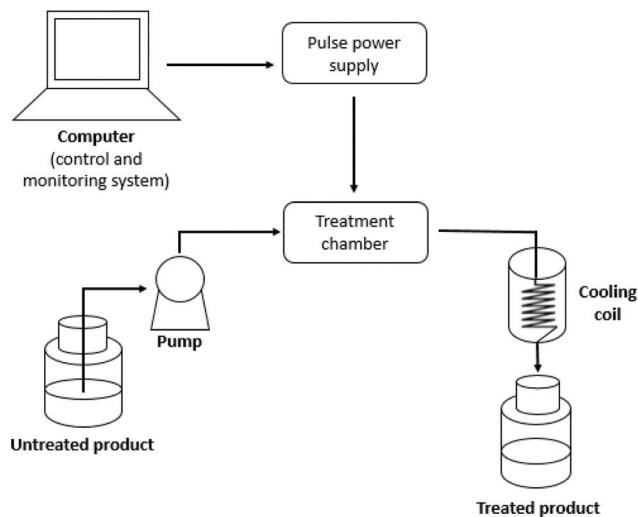 Pulse power
supply
Computer
(control and
monitoring system)
Treatment
chamber
Cooling
coil
Pump
Untreated product
Treated product